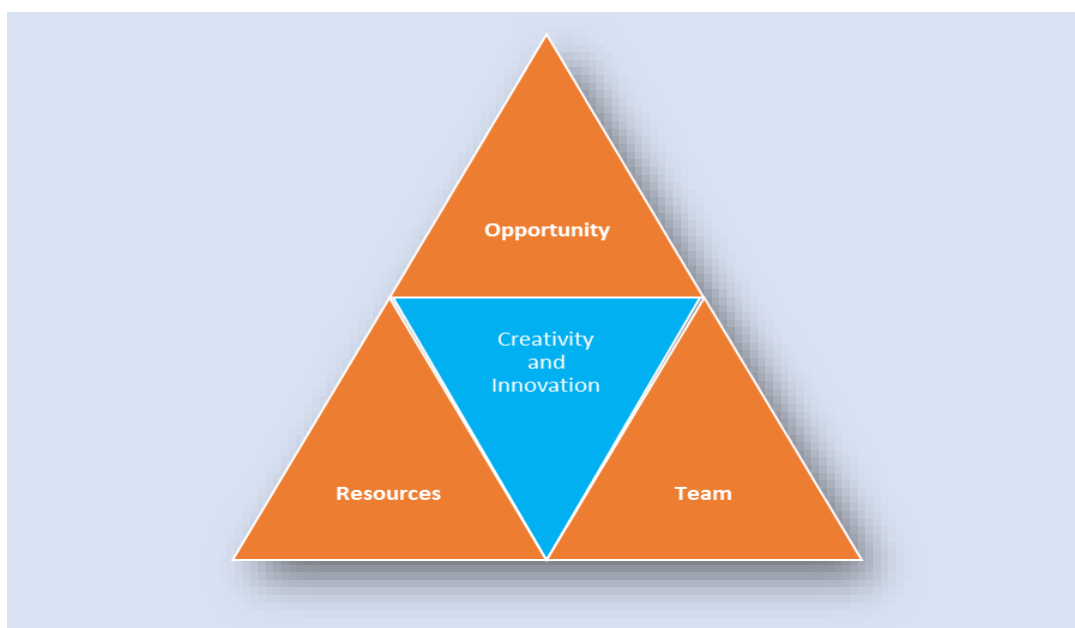 Opportunity
Creativity
and
Innovation
Resources
Team